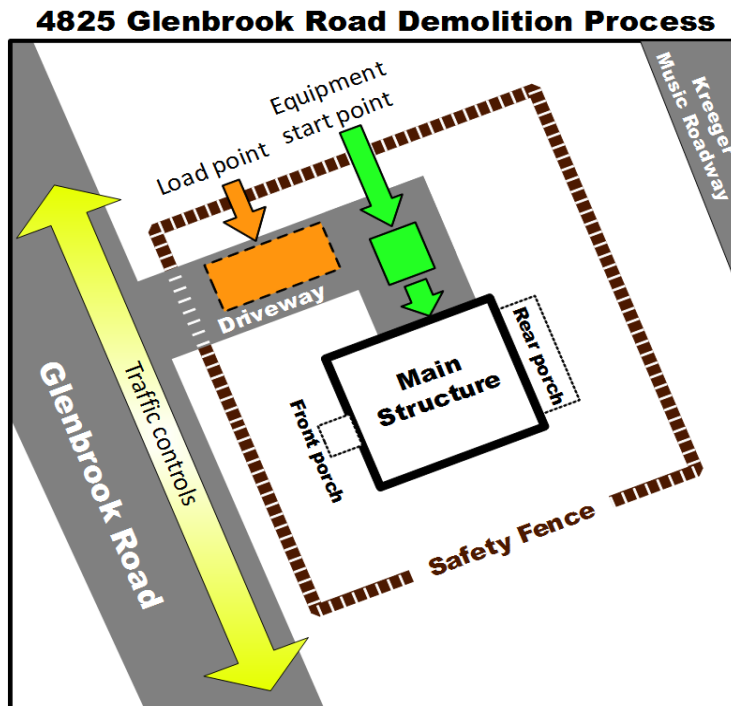 4825 Glenbrook Road Demolition Process
Kreeger
Music Roadway
Equipment
start point
Load point
Driveway
Main
Structure
Rear porch
Front porch
Traffic controls
Glenbrook Road
Safety Fence